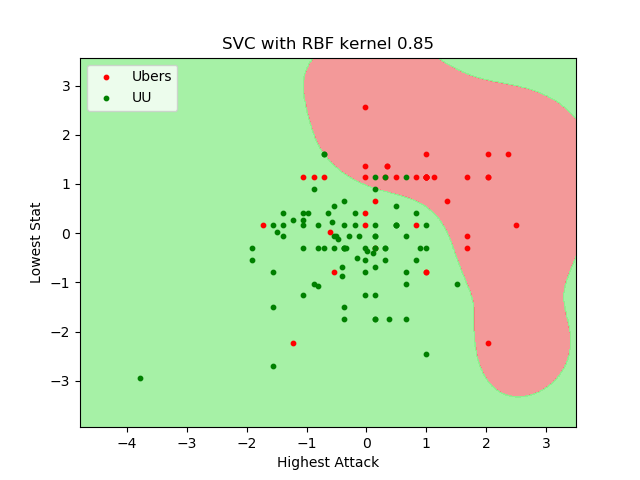 SVC with RBF kernel 0.85
Ubers
UU
Lowest Stat
3
2
1
0
−1
−2
−3
−4 −3 −2 −1 0 1 2 3
Highest Attack